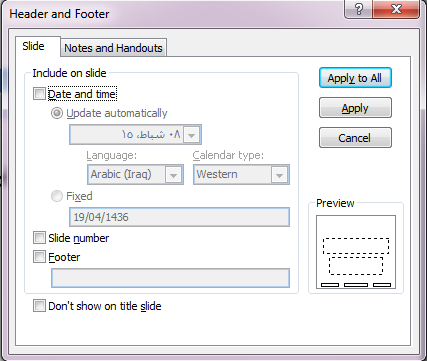 Header and Footer
Slide
Notes and Handouts
Include on slide
Date and time
Update automatically
٠٨ شباط، ١٥
Language:
Calendar type:
Arabic (Iraq)
Western
Fixed
19/04/1436
Slide number
Footer
Don't show on title slide
Apply to All
Apply
Cancel
Preview